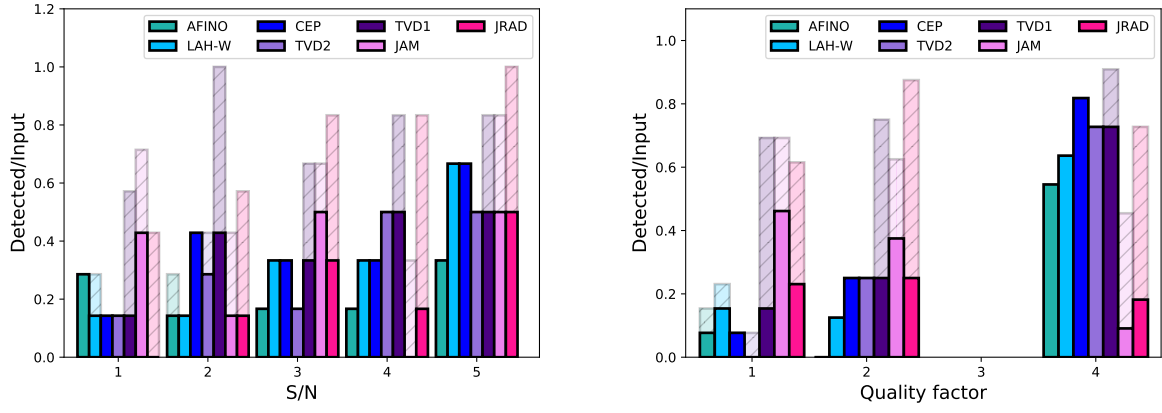 1.2
1.0
0.8
0.6
0.4
0.2
0.0
Detected/Input
AFINO CEP TVD1 JRAD
LAH-W TVD2 JAM
1 2 3 4 5
S/N
1.0
0.8
0.6
0.4
0.2
0.0
Detected/Input
AFINO CEP TVD1 JRAD
LAH-W TVD2 JAM
1 2 3 4
Quality factor